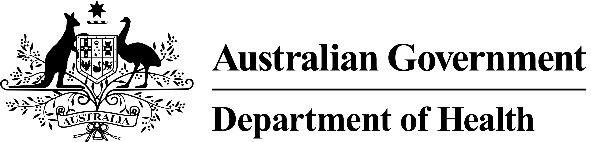 Australian Government
Department of Health
AUSTRALIA